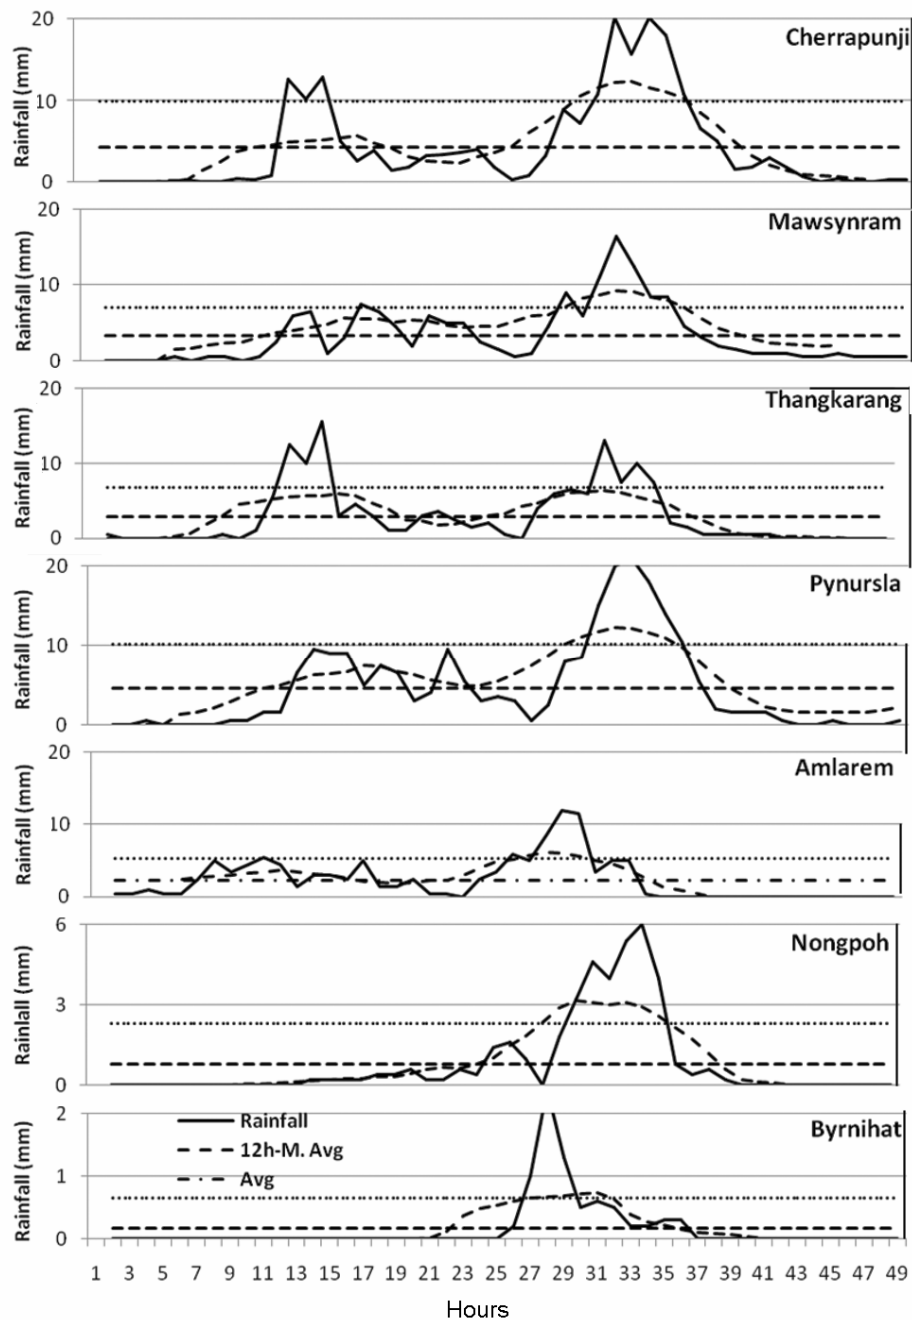 20
Cherrapunji
Rainfall (mm)
10
0
20
Mawsynram
Rainfall (mm)
10
0
20
Thangkarang
Rainfall (mm)
10
0
20
Pynursla
Rainfall (mm)
10
0
20
Amlarem
Rainfall (mm)
10
0
6
Nongpoh
Rainlall (mm)
3
0
2
Rainfall
Byrnihat
12h-M. Avg
Rainfall (mm)
1
Avg
0
1 3 5 7 9 11 13 15 17 19 21 23 25 27 29 31 33 35 37 39 41 43 45 47 49
Hours